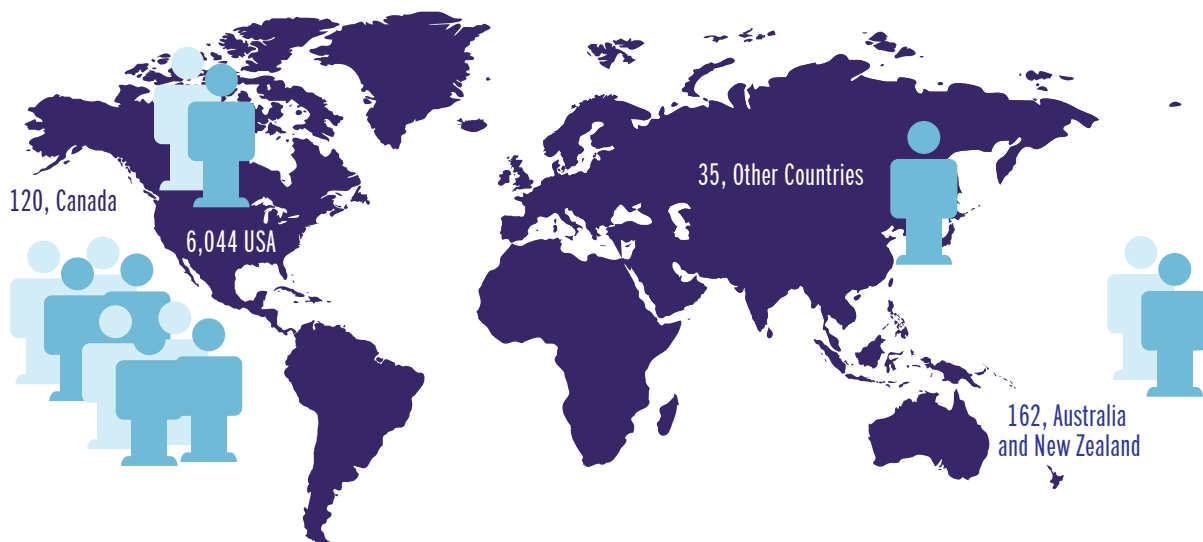 120, Canada
6,044 USA
35, Other Countries
162, Australia
and New Zealand